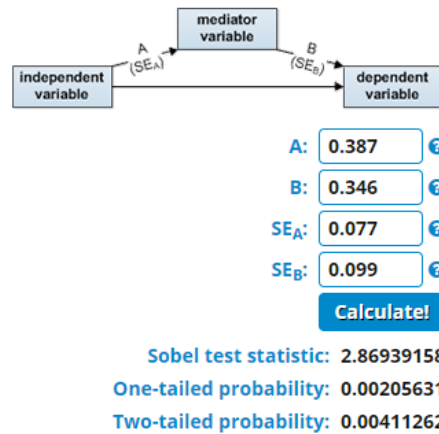 mediator
variable
A
(SEA)
B
(SEB)
independent
variable
dependent
variable
A: 0.387
B: 0.346
SEA: 0.077
SEB: 0.099
Calculate!
Sobel test statistic: 2.86939158
One-tailed probability: 0.00205631
Two-tailed probability: 0.00411262